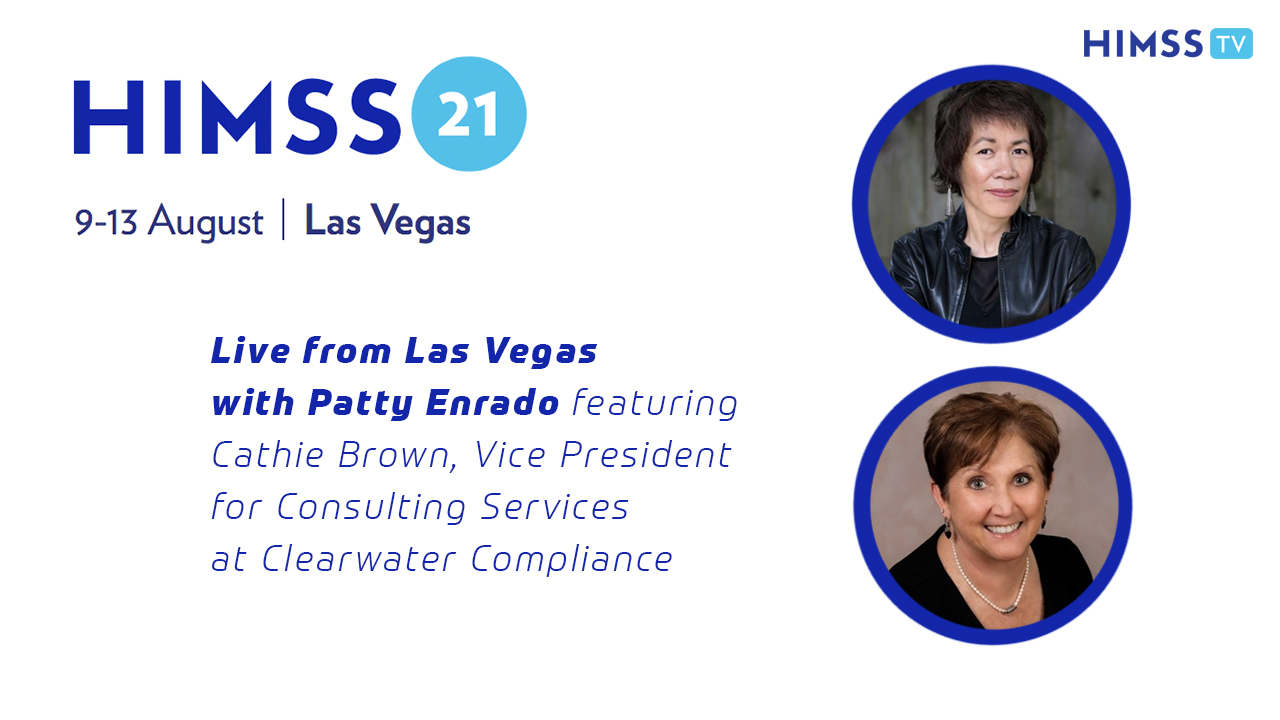 HIMSS TV
HIMSS 21
9-13 August | Las Vegas
Live from Las Vegas
with Patty Enrado featuring
Cathie Brown, Vice President
for Consulting Services
at Clearwater Compliance